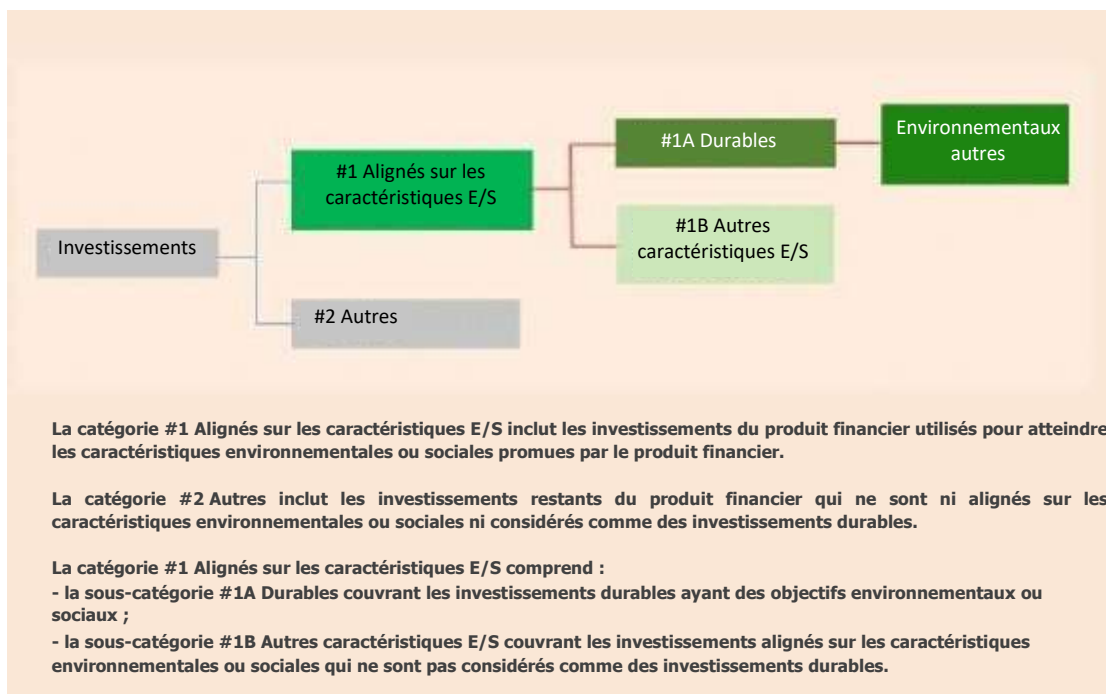 Investissements
#1 Alignés sur les
caractéristiques E/S
#2 Autres
#1A Durables
#1B Autres
caractéristiques E/S
Environnementaux
autres
La catégorie #1 Alignés sur les caractéristiques E/S inclut les investissements du produit financier utilisés pour atteindre
les caractéristiques environnementales ou sociales promues par le produit financier.
La catégorie #2 Autres inclut les investissements restants du produit financier qui ne sont ni alignés sur les
caractéristiques environnementales ou sociales ni considérés comme des investissements durables.
La catégorie #1 Alignés sur les caractéristiques E/S comprend :
- la sous-catégorie #1A Durables couvrant les investissements durables ayant des objectifs environnementaux ou
sociaux ;
- la sous-catégorie #1B Autres caractéristiques E/S couvrant les investissements alignés sur les caractéristiques
environnementales ou sociales qui ne sont pas considérés comme des investissements durables.